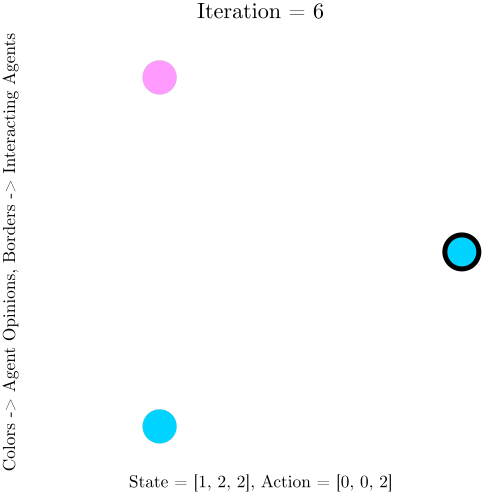 Iteration = 6
Colors -> Agent Opinions, Borders -> Interacting Agents
State = [1, 2, 2], Action = [0, 0, 2]